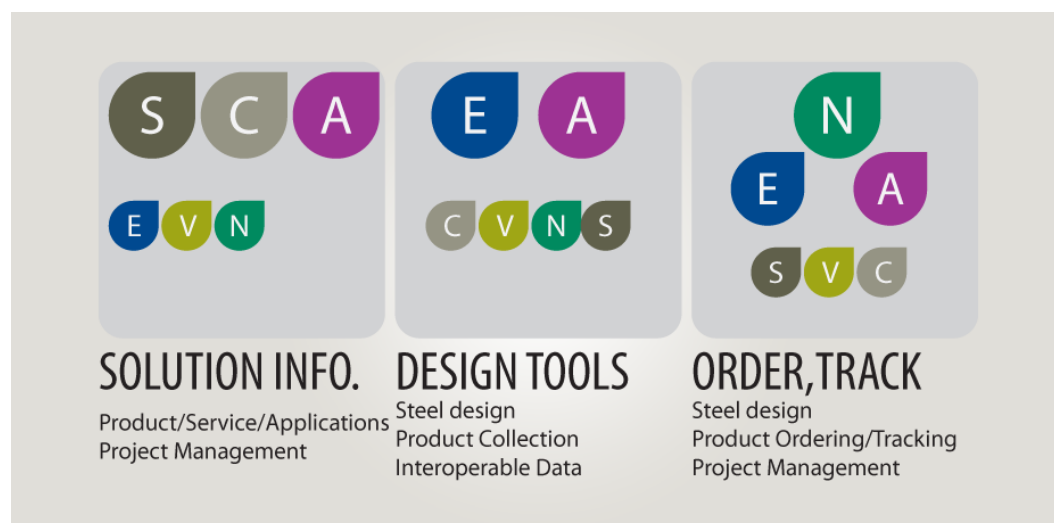 S C A
E V N
SOLUTION INFO.
Product/Service/Applications
Project Management
E A
C V N S
DESIGN TOOLS
Steel design
Product Collection
Interoperable Data
N
E A
S V C
ORDER,TRACK
Steel design
Product Ordering/Tracking
Project Management